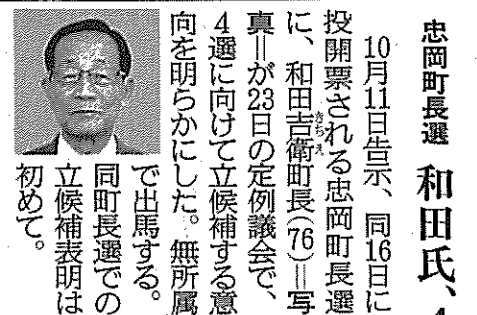 忠岡町長選 和田氏、4
10月11日告示、同16日に
投開票される忠岡町長選
に、和田吉衛町長(76)＝写
真＝が23日の定例議会で、
4選に向けて立候補する意
向を明らかにした。無所属
で出馬する。
同町長選での
立候補表明は
初めて。